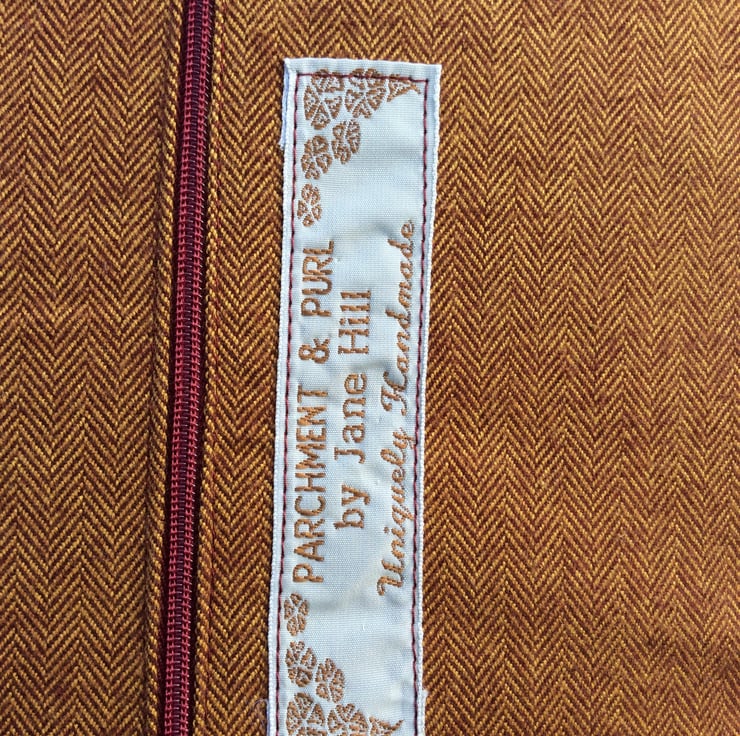 PARCHMENT & PURL
by Jane Hill
Uniquely Handmade